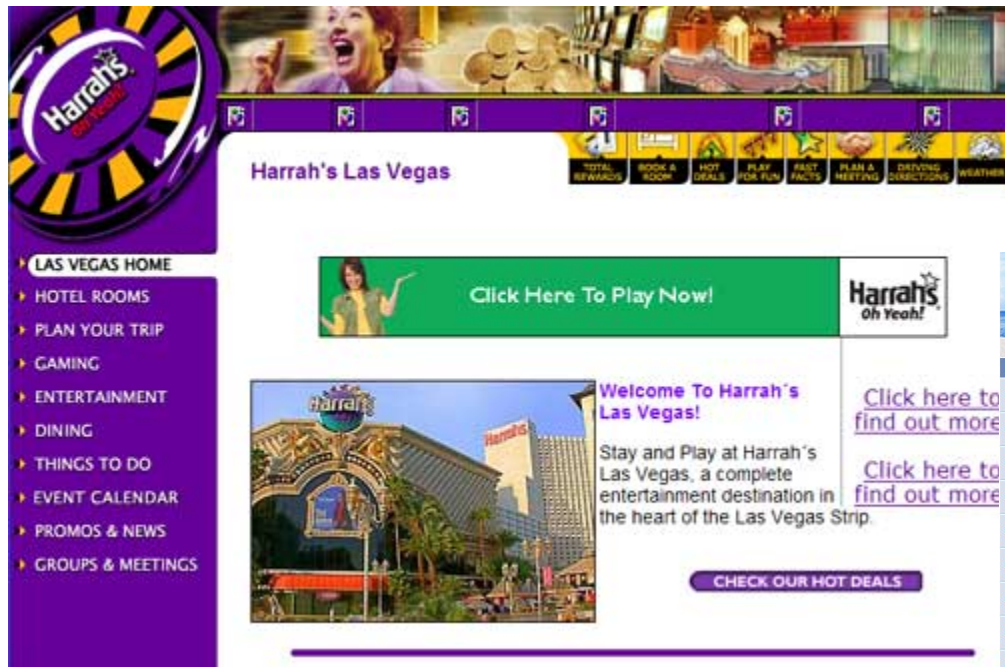 Harrah's
Oh Yeah!
Harrah's Las Vegas
TOTAL REWARDS
BOOK A ROOM
HOT DEALS
PLAY FOR FUN
FAST FACTS
PLAN A MEETING
DRIVING DIRECTIONS
WEATHER
LAS VEGAS HOME
HOTEL ROOMS
PLAN YOUR TRIP
GAMING
ENTERTAINMENT
DINING
THINGS TO DO
EVENT CALENDAR
PROMOS & NEWS
GROUPS & MEETINGS
Click Here To Play Now!
Harrah's
Oh Yeah!
Harrah's
Harrah's
Welcome To Harrah´s
Las Vegas!
Stay and Play at Harrah´s
Las Vegas, a complete
entertainment destination in
the heart of the Las Vegas Strip.
Click here to
find out more
Click here to
find out more
CHECK OUR HOT DEALS